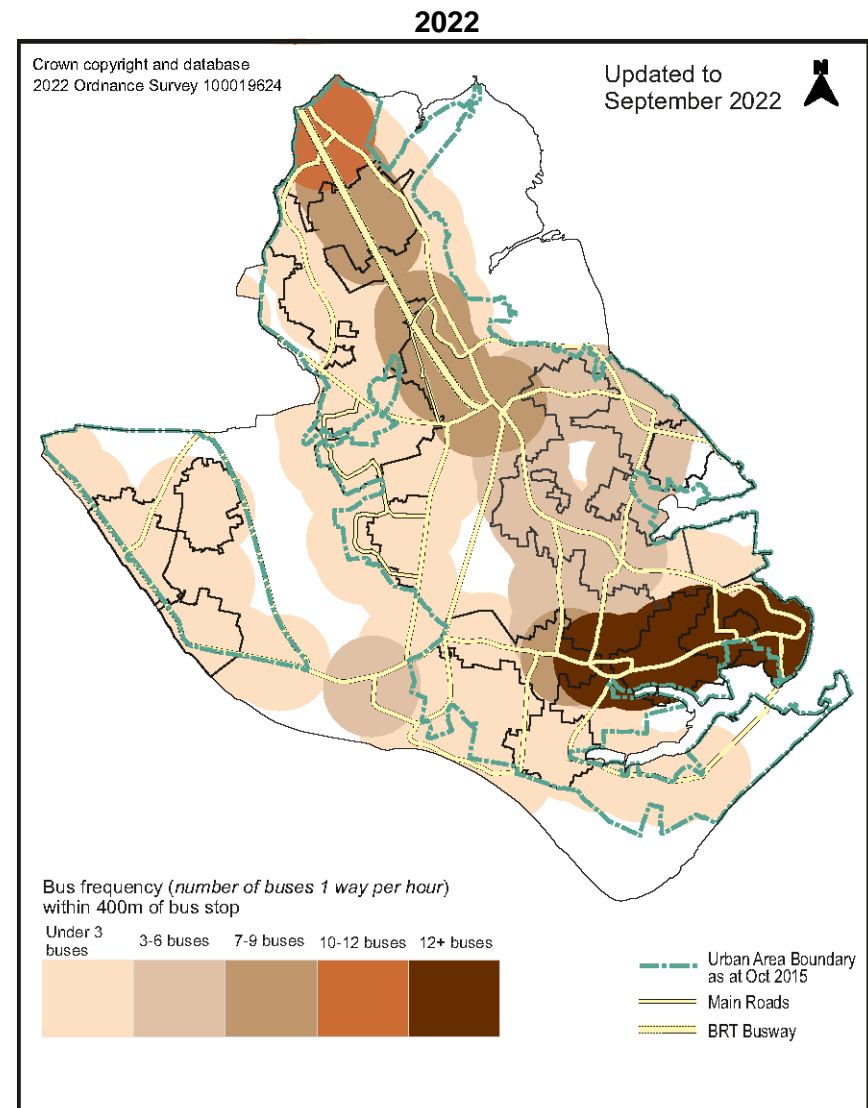 2022
Crown copyright and database
2022 Ordnance Survey 100019624
Updated to
September 2022
N
Bus frequency (number of buses 1 way per hour)
within 400m of bus stop
Under 3
buses
3-6 buses
7-9 buses
10-12 buses
12+ buses
Urban Area Boundary
as at Oct 2015
Main Roads
BRT Busway